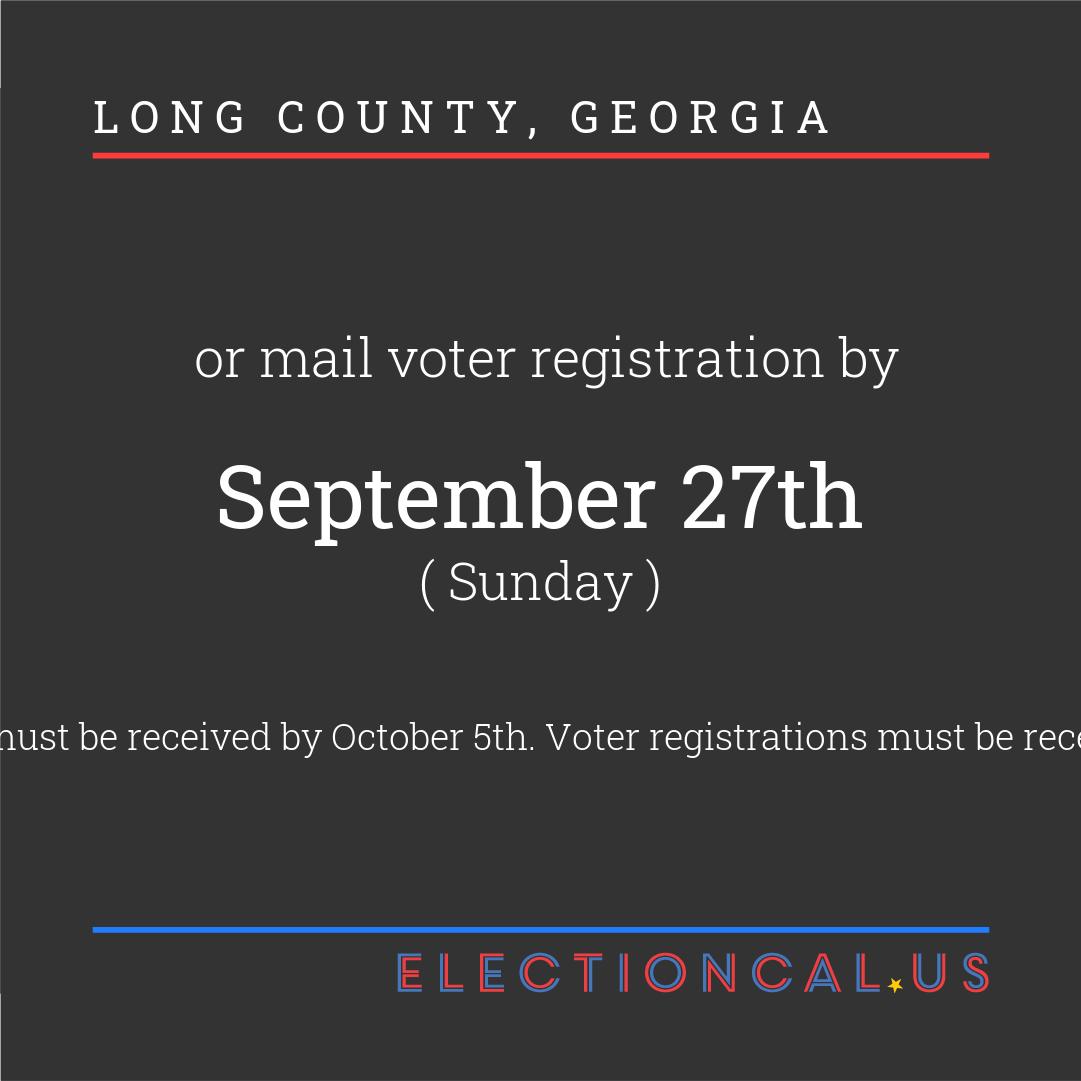 LONG COUNTY, GEORGIA
or mail voter registration by
September 27th
( Sunday )
must be received by October 5th. Voter registrations must be
ELECTIONCAL.US